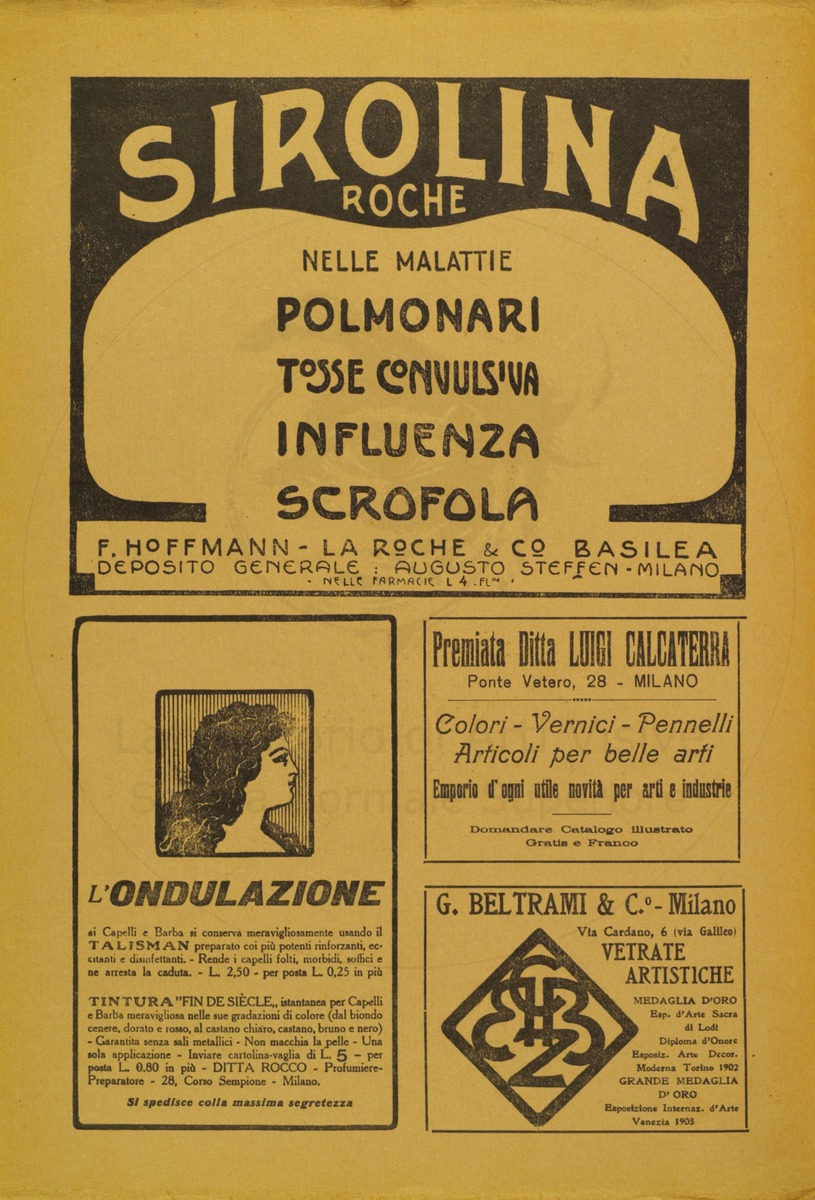 SIROLINA
ROCHE
NELLE MALATTIE
POLMONARI
TOSSE CONVULSIVA
INFLUENZA
SCROFOLA
F. HOFFMANN - LA ROCHE & Co BASILEA
DEPOSITO GENERALE : AUGUSTO STEFFEN - MILANO
- NELLE FARMACIE L 4
L'ONDULAZIONE
ai Capelli e Barba si conserva meravigliosamente usando il
TALISMAN preparato coi più potenti rinforzanti, ec-
citanti e disinfettanti. - Rende i capelli folti, morbidi, soffici e
ne arresta la caduta. - L. 2,50 - per posta L. 0,25 in più
TINTURA "FIN DE SIÈCLE„ istantanea per Capelli
e Barba meravigliosa nelle sue gradazioni di colore (dal biondo
cenere, dorato e rosso, al castano chiaro, castano, bruno e nero)
- Garantita senza sali metallici - Non macchia la pelle - Una
sola applicazione - Inviare cartolina-vaglia di L. 5 - per
posta L. 0.80 in più - DITTA ROCCO - Profumiere-
Preparatore - 28, Corso Sempione - Milano.
Si spedisce colla massima segretezza
Premiata Ditta LUIGI CALCATERRA
Ponte Vetero, 28 - MILANO
Colori - Vernici - Pennelli
Articoli per belle arti
Emporio d'ogni utile novità per arti e industrie
Domandare Catalogo illustrato
Gratis e Franco
G. BELTRAMI & C.o - Milano
Via Cardano, 6 (via Galileo)
VETRATE
ARTISTICHE
MEDAGLIA D'ORO
Esp. d'Arte Sacra
di Lodi
Diploma d'Onore
Esposiz. Arte Decor.
Moderna Torino 1902
GRANDE MEDAGLIA
D' ORO
Esposizione Internaz. d'Arte
Venezia 1903